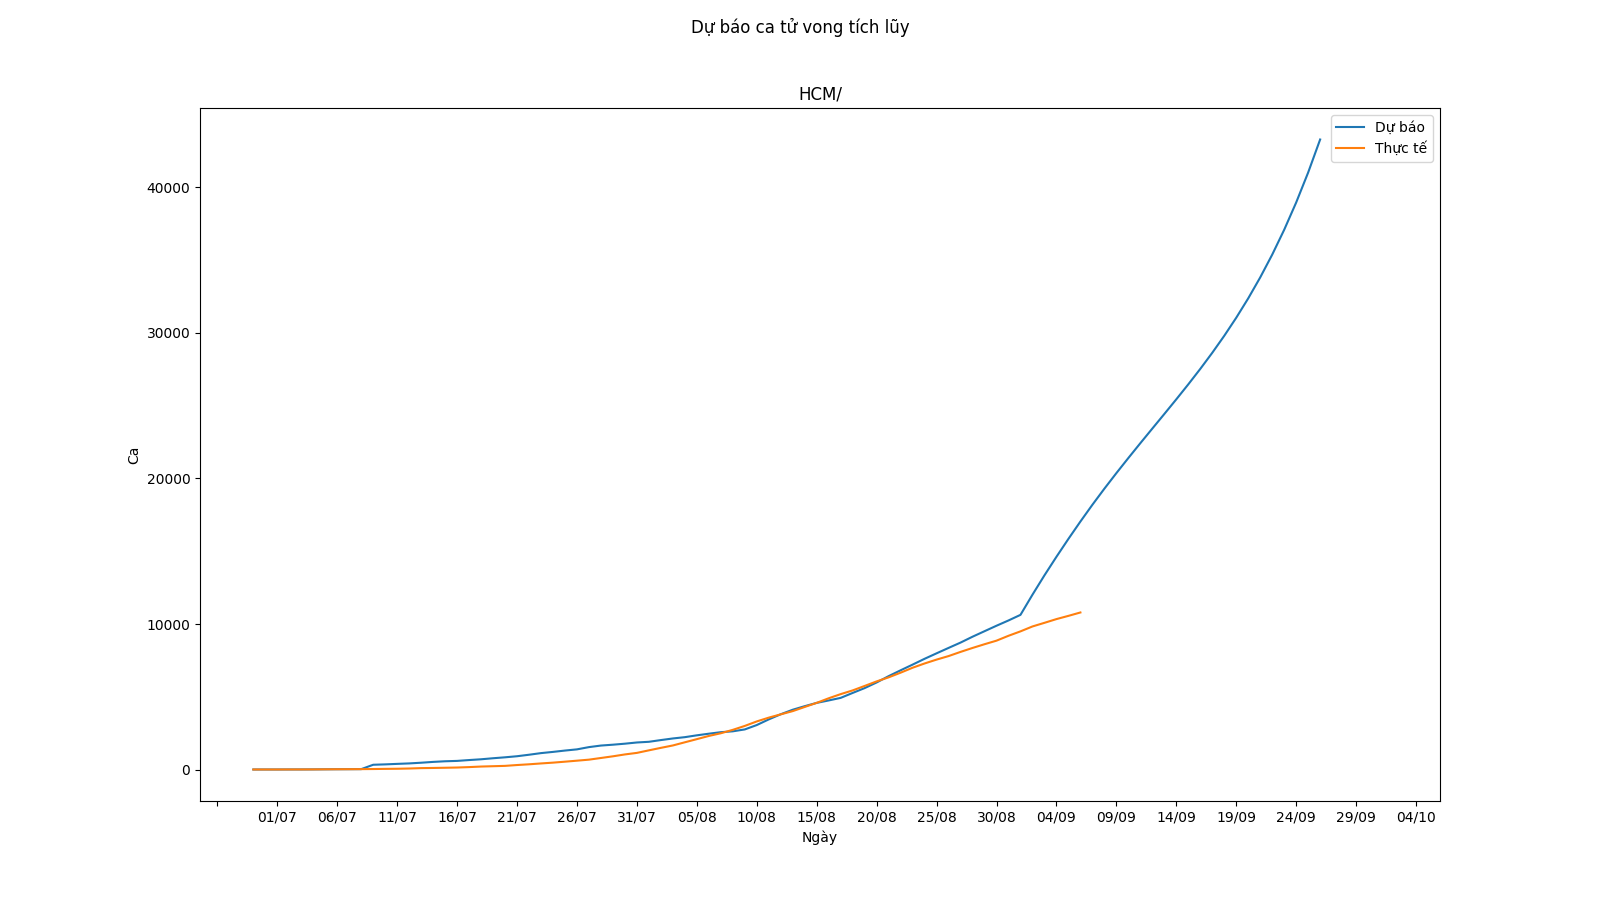 Dự báo ca tử vong tích lũy
HCM/
Dự báo
Thực tế
40000
30000
20000
10000
0
Ca
01/07 06/07 11/07 16/07 21/07 26/07 31/07 05/08 10/08 15/08 20/08 25/08 30/08 04/09 09/09 14/09 19/09 24/09 29/09 04/10
Ngày